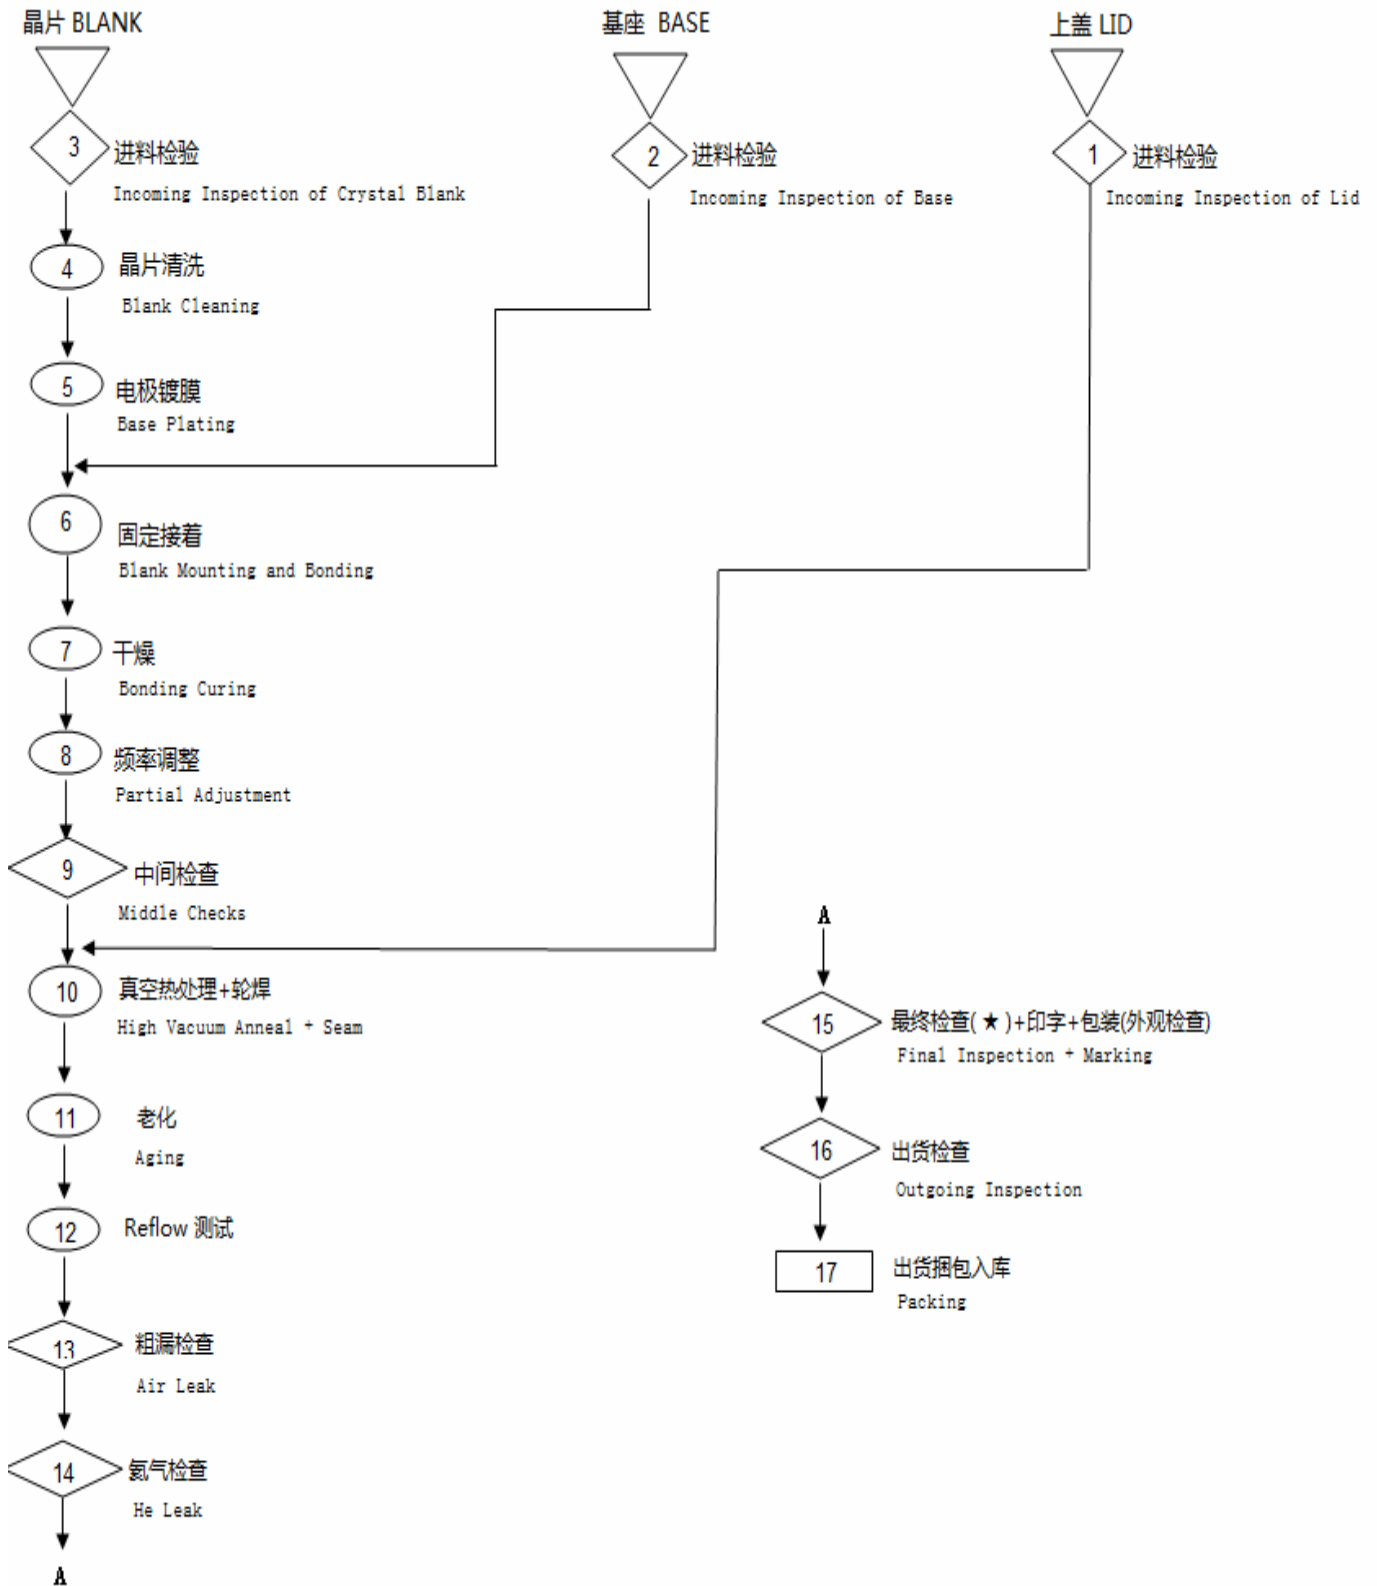 晶片 BLANK
基座 BASE
上盖 LID
3
进料检验
Incoming Inspection of Crystal Blank
2
进料检验
Incoming Inspection of Base
1
进料检验
Incoming Inspection of Lid
4
晶片清洗
Blank Cleaning
5
电极镀膜
Base Plating
6
固定接着
Blank Mounting and Bonding
7
干燥
Bonding Curing
8
频率调整
Partial Adjustment
9
中间检查
Middle Checks
10
真空热处理+轮焊
High Vacuum Anneal + Seam
11
老化
Aging
12
Reflow 测试
13
粗漏检查
Air Leak
14
氦气检查
He Leak
A
A
15
最终检查(★)+印字+包装(外观检查)
Final Inspection + Marking
16
出货检查
Outgoing Inspection
17
出货捆包入库
Packing